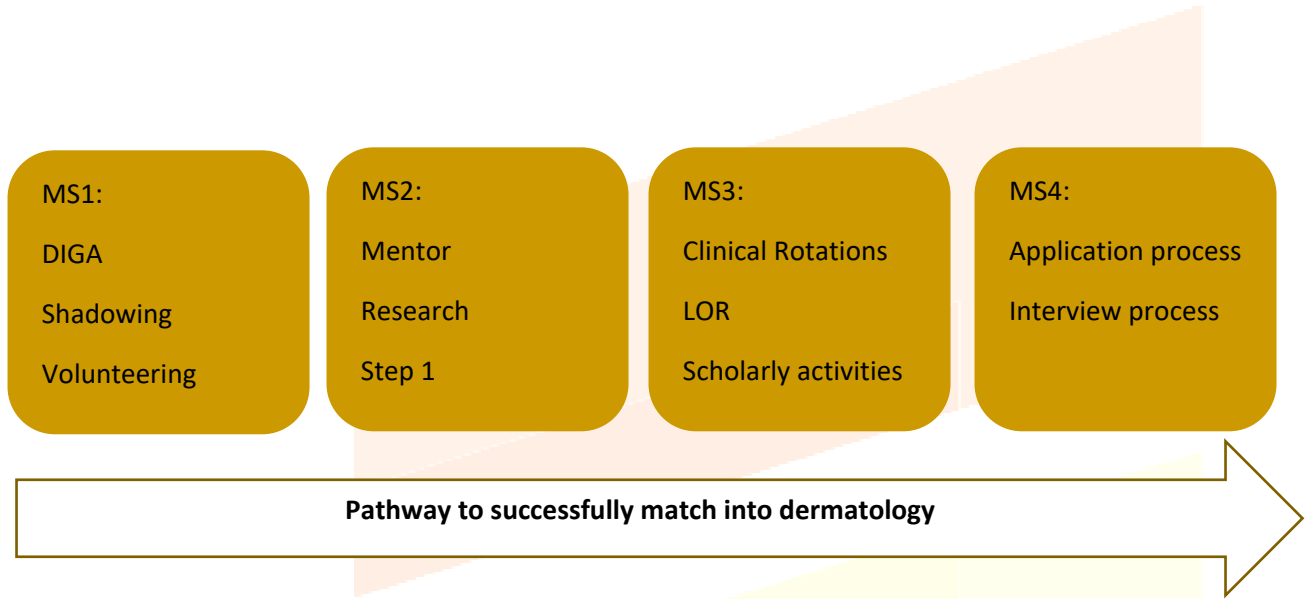 MS1:
DIGA
Shadowing
Volunteering
MS2:
Mentor
Research
Step 1
MS3:
Clinical Rotations
LOR
Scholarly activities
MS4:
Application process
Interview process
Pathway to successfully match into dermatology